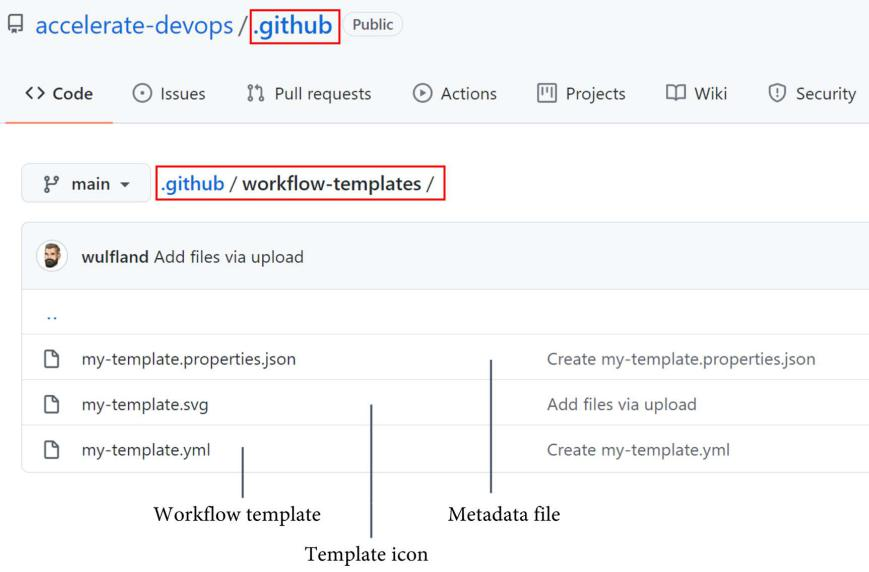 accelerate-devops / .github Public
Code Issues Pull requests Actions Projects Wiki Security
main .github / workflow-templates /
wulfland Add files via upload
..
my-template.properties.json Create my-template.properties.json
my-template.svg Add files via upload
my-template.yml Create my-template.yml
Workflow template Metadata file
Template icon